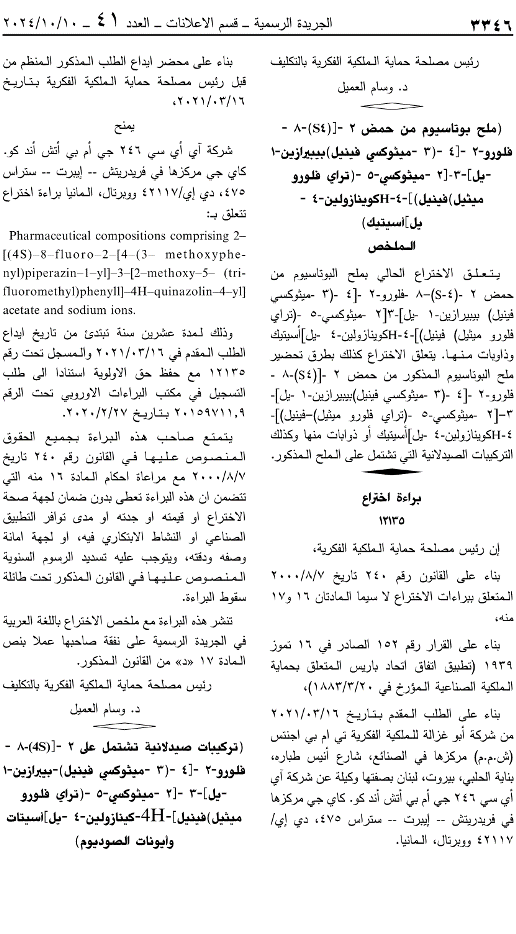 ٣٣٤٦
الجريدة الرسمية ــ قسم الاعلانات ــ العدد ٤١ ــ ٢٠٢٤/١٠/١٠
رئيس مصلحة حماية الملكية الفكرية بالتكليف
د. وسام العميل
(ملح بوتاسيوم من حمض ٢ -[(S٤)-٨ -
فلورو-٢ -[٤ -(٣ -ميثوكسي فينيل)بيبيرازين-١
-يل]-٣-[٢ -ميثوكسي-٥ -(تراي فلورو
ميثيل)فينيل)]-٤-Hكوينازولين-٤ -
يل]أسيتيك)
الملخص
يتعلق الاختراع الحالي بملح البوتاسيوم من
حمض ٢ -[(S-٤)-٨ -فلورو-٢ -[٤ -(٣ -ميثوكسي
فينيل) بيبيرازين-١ -يل]-٣-[٢ -ميثوكسي-٥ -(تراي
فلورو ميثيل) فينيل)]-٤-Hكوينازولين-٤ -يل]أسيتيك
وذاوبات منها. يتعلق الاختراع كذلك بطرق تحضير
ملح البوتاسيوم المذكور من حمض ٢ -[(S٤)-٨ -
فلورو-٢ -[٤ -(٣ -ميثوكسي فينيل)بيبيرازين-١ -يل]-
٣-[٢ -ميثوكسي-٥ -(تراي فلورو ميثيل)-فينيل)]-
٤-Hكوينازولين-٤ -يل]أسيتيك أو ذوابات منها وكذلك
التركيبات الصيدلانية التي تشتمل على الملح المذكور.
براءة اختراع
١٢١٣٥
إن رئيس مصلحة حماية الملكية الفكرية،
بناء على القانون رقم ٢٤٠ تاريخ ٢٠٠٠/٨/٧
المتعلق ببراءات الاختراع لا سيما المادتان ١٦ و١٧
منه،
بناء على القرار رقم ١٥٢ الصادر في ١٦ تموز
١٩٣٩ (تطبيق اتفاق اتحاد باريس المتعلق بحماية
الملكية الصناعية المؤرخ في ١٨٨٣/٣/٢٠)،
بناء على الطلب المقدم بتاريخ ٢٠٢١/٠٣/١٦
من شركة أبو غزالة للملكية الفكرية تي ام بي اجنتس
(ش.م.م) مركزها في الصنائع، شارع أنيس طباره،
بناية الحلبي، بيروت، لبنان بصفتها وكيلة عن شركة آي
أي سي ٢٤٦ جي أم بي أتش أند كو. كاي جي مركزها
في فريدريتش -- إيبرت -- ستراس ٤٧٥، دي إي/
٤٢١١٧ ووبرتال، المانيا.
بناء على محضر ايداع الطلب المذكور المنظم من
قبل رئيس مصلحة حماية الملكية الفكرية بتاريخ
٢٠٢١/٠٣/١٦،
يمنح
شركة آي أي سي ٢٤٦ جي أم بي أتش أند كو.
كاي جي مركزها في فريدريتش -- إيبرت -- ستراس
٤٧٥، دي إي/٤٢١١٧ ووبرتال، المانيا براءة اختراع
تتعلق بـ:
Pharmaceutical compositions comprising 2–
[(4S)–8–fluoro–2–[4–(3– methoxyphe-
nyl)piperazin–1–yl]–3–[2–methoxy–5– (tri-
fluoromethyl)phenyll]–4H–quinazolin–4–yl]
acetate and sodium ions.
وذلك لمدة عشرين سنة تبتدئ من تاريخ ايداع
الطلب المقدم في ٢٠٢١/٠٣/١٦ والمسجل تحت رقم
١٢١٣٥ مع حفظ حق الاولوية استنادا الى طلب
التسجيل في مكتب البراءات الاوروبي تحت الرقم
٢٠١٥٩٧١١,٩ بتاريخ ٢٠٢٠/٢/٢٧.
يتمتع صاحب هذه البراءة بجميع الحقوق
المنصوص عليها في القانون رقم ٢٤٠ تاريخ
٢٠٠٠/٨/٧ مع مراعاة احكام المادة ١٦ منه التي
تتضمن ان هذه البراءة تعطى بدون ضمان لجهة صحة
الاختراع او قيمته او جدته او مدى توافر التطبيق
الصناعي او النشاط الابتكاري فيه، او لجهة امانة
وصفه ودقته، ويتوجب عليه تسديد الرسوم السنوية
المنصوص عليها في القانون المذكور تحت طائلة
سقوط البراءة.
تنشر هذه البراءة مع ملخص الاختراع باللغة العربية
في الجريدة الرسمية على نفقة صاحبها عملا بنص
المادة ١٧ «د» من القانون المذكور.
رئيس مصلحة حماية الملكية الفكرية بالتكليف
د. وسام العميل
(تركيبات صيدلانية تشتمل على ٢ -[(4S)-٨ -
فلورو-٢ -[٤ -(٣ -ميثوكسي فينيل)-بيبرازين-١
-يل]-٣ -[٢ -ميثوكسي-٥ -(تراي فلورو
ميثيل)فينيل]-4H-كينازولين-٤ -يل]أسيتات
وأيونات الصوديوم)